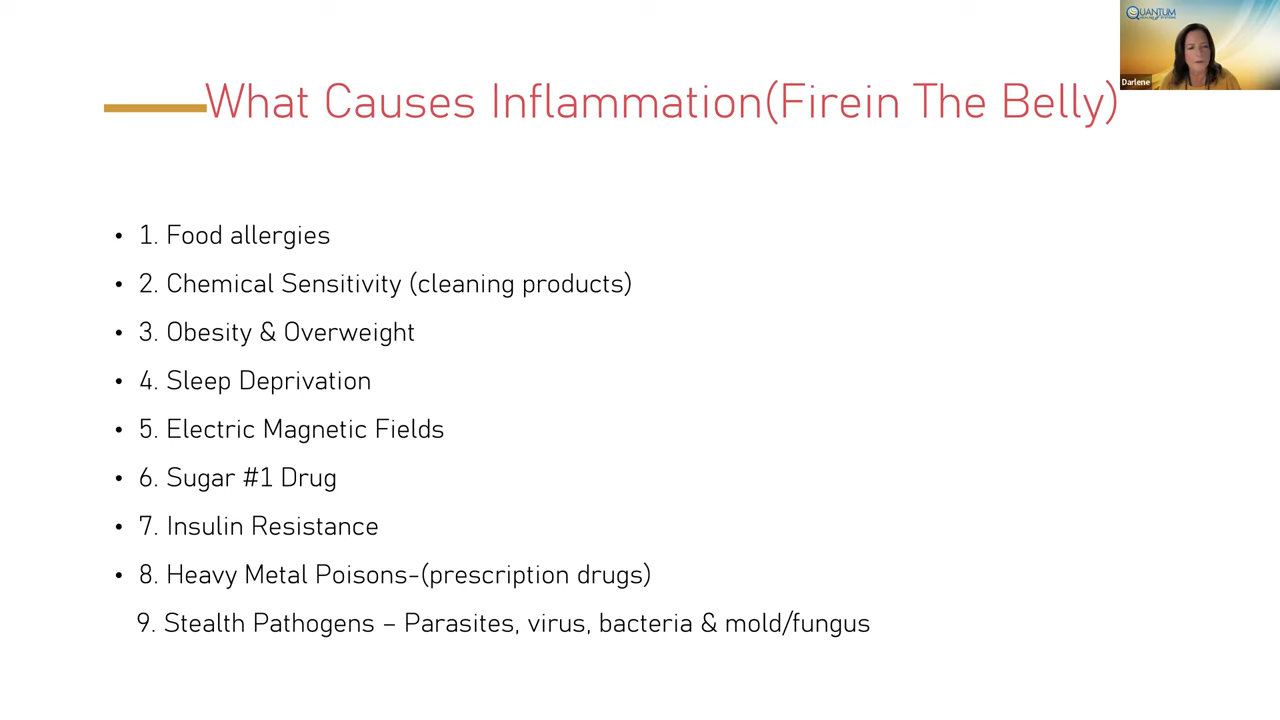 QUANTUM
Darlene
What Causes Inflammation(Firein The Belly)
• 1. Food allergies
• 2. Chemical Sensitivity (cleaning products)
• 3. Obesity & Overweight
• 4. Sleep Deprivation
• 5. Electric Magnetic Fields
• 6. Sugar #1 Drug
• 7. Insulin Resistance
• 8. Heavy Metal Poisons-(prescription drugs)
9. Stealth Pathogens – Parasites, virus, bacteria & mold/fungus